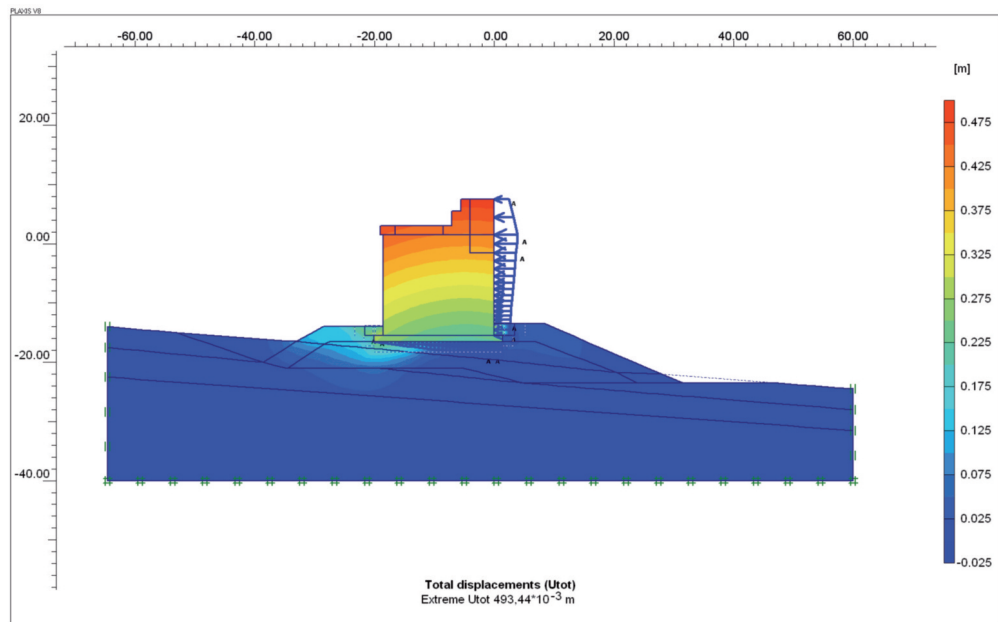 PLAXIS V8
-60.00 -40.00 -20.00 0.00 20.00 40.00 60.00
[m]
20.00
0.00
-20.00
-40.00
0.475
0.425
0.375
0.325
0.275
0.225
0.175
0.125
0.075
0.025
-0.025
A
A
A
A
A A
Total displacements (Utot)
Extreme Utot 493,44*10-3 m